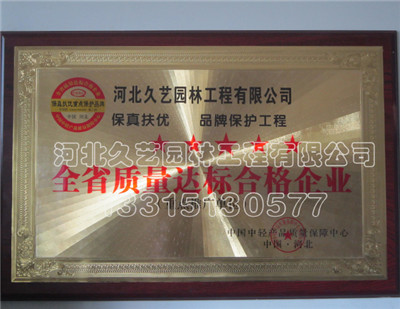 河北久艺园林工程有限公司
保真扶优 品牌保护工程
河北久艺园林工程有限公司
全省质量达标合格企业
13315730577
中国中轻产品质量保障中心
中国·河北